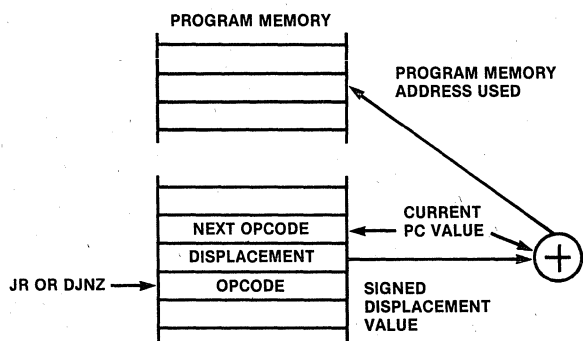 PROGRAM MEMORY
PROGRAM MEMORY
ADDRESS USED
NEXT OPCODE
CURRENT
PC VALUE
DISPLACEMENT
+
JR OR DJNZ
OPCODE
SIGNED
DISPLACEMENT
VALUE